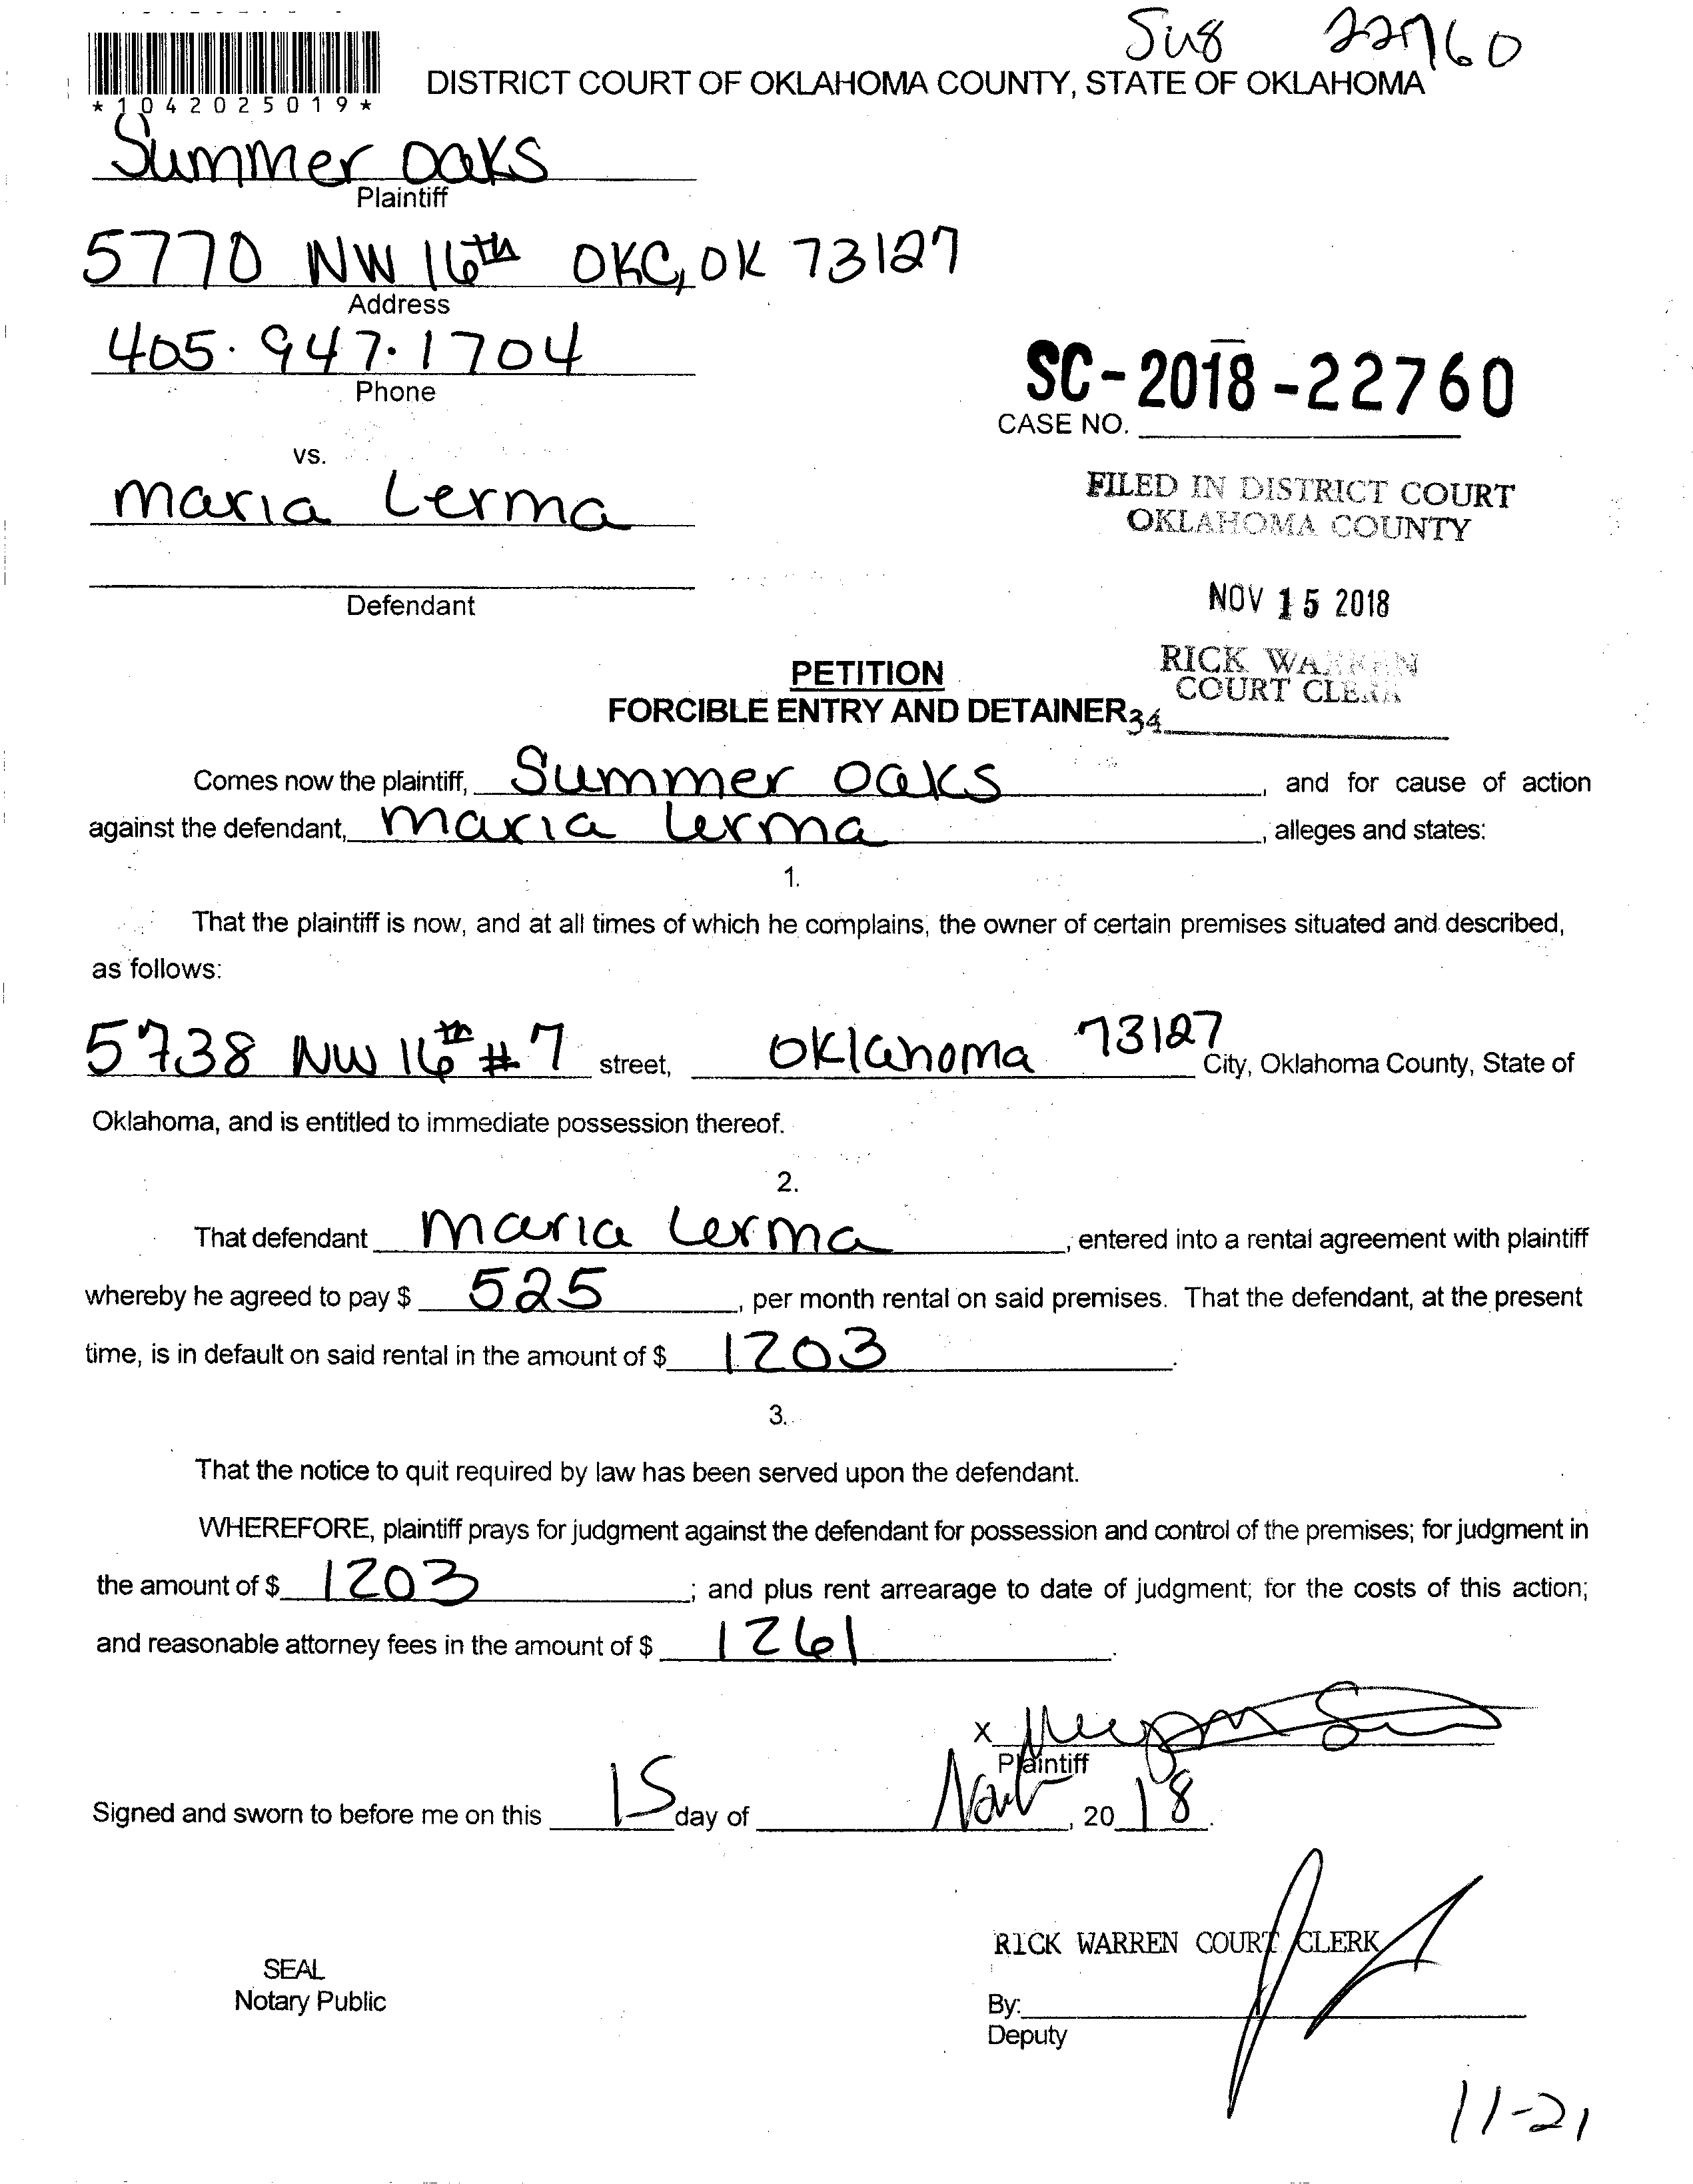 22760
DISTRICT COURT OF OKLAHOMA COUNTY, STATE OF OKLAHOMA
*1042025019*
Summer Oaks
Plaintiff
5770 NW 16th OKC, OK 73127
Address
405.947.1704
Phone
SC-2018-22760
CASE NO.
vs.
Maria Lerma
FILED IN DISTRICT COURT
OKLAHOMA COUNTY
Defendant
NOV 15 2018
RICK WARREN
COURT CLERK
PETITION
FORCIBLE ENTRY AND DETAINER
34
Comes now the plaintiff, Summer Oaks, and for cause of action
against the defendant, Maria Lerma, alleges and states:
1.
That the plaintiff is now, and at all times of which he complains, the owner of certain premises situated and described,
as follows:
5738 NW 16th #7 street, Oklahoma 73127 City, Oklahoma County, State of
Oklahoma, and is entitled to immediate possession thereof.
2.
That defendant Maria Lerma, entered into a rental agreement with plaintiff
whereby he agreed to pay $ 525, per month rental on said premises. That the defendant, at the present
time, is in default on said rental in the amount of $ 1203.
3.
That the notice to quit required by law has been served upon the defendant.
WHEREFORE, plaintiff prays for judgment against the defendant for possession and control of the premises; for judgment in
the amount of $ 1203; and plus rent arrearage to date of judgment; for the costs of this action;
and reasonable attorney fees in the amount of $ 1261.
X
Plaintiff
Signed and sworn to before me on this 15 day of Nov, 2018.
RICK WARREN COURT CLERK
SEAL
Notary Public
By:
Deputy
11-21